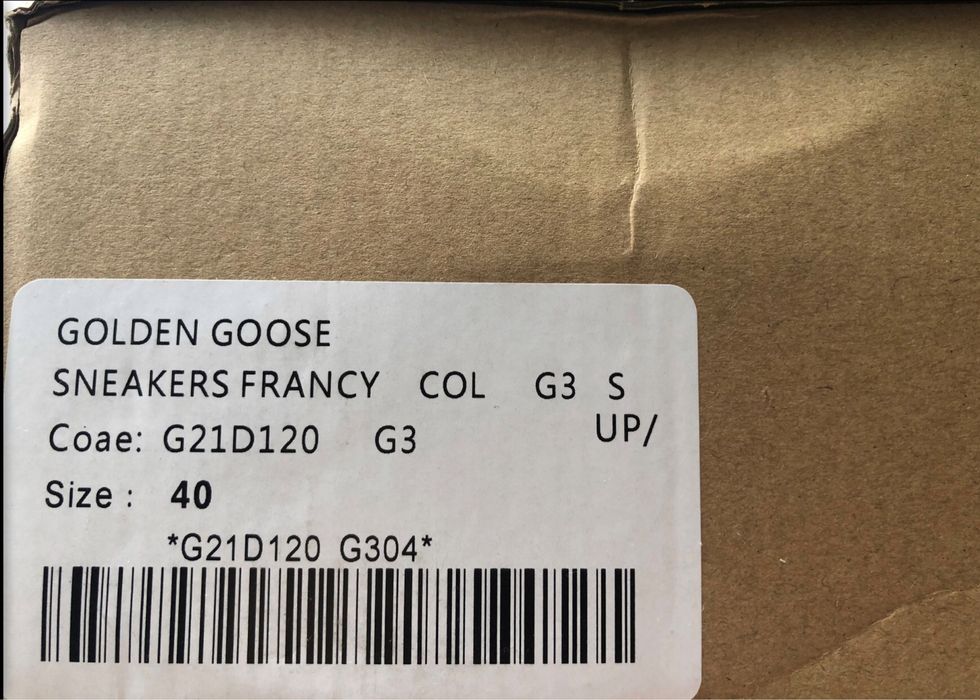 GOLDEN GOOSE
SNEAKERS FRANCY COL G3 S
UP/
Coae: G21D120 G3
Size : 40
*G21D120 G304*